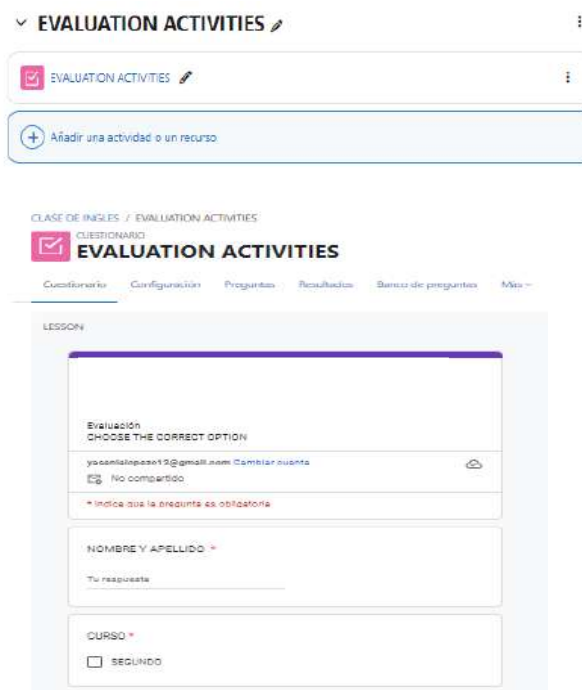 EVALUATION ACTIVITIES
EVALUATION ACTIVITIES
Añadir una actividad o un recurso
CLASE DE INGLES / EVALUATION ACTIVITIES
CUESTIONARIO
EVALUATION ACTIVITIES
Cuestionario Configuración Preguntas Resultados Banco de preguntas Más
LESSON
Evaluación
CHOOSE THE CORRECT OPTION
Cambiar cuenta
No compartido
* Indica que la pregunta es obligatoria
NOMBRE Y APELLIDO *
Tu respuesta
CURSO *
SEGUNDO